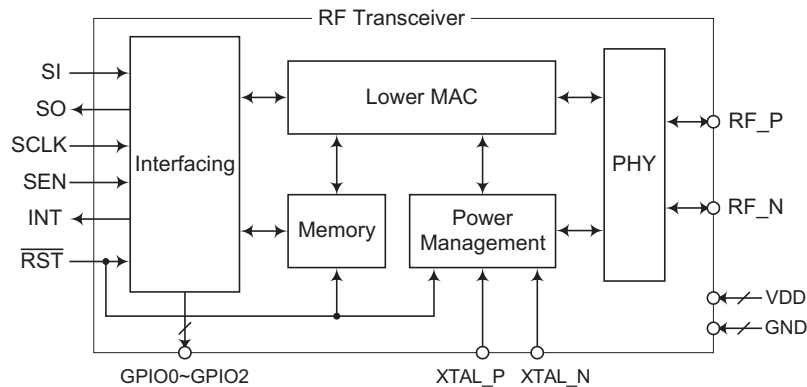 RF Transceiver
SI
SO
SCLK
SEN
INT
RST
Interfacing
Lower MAC
Memory
Power
Management
PHY
RF_P
RF_N
VDD
GND
GPIO0~GPIO2
XTAL_P
XTAL_N